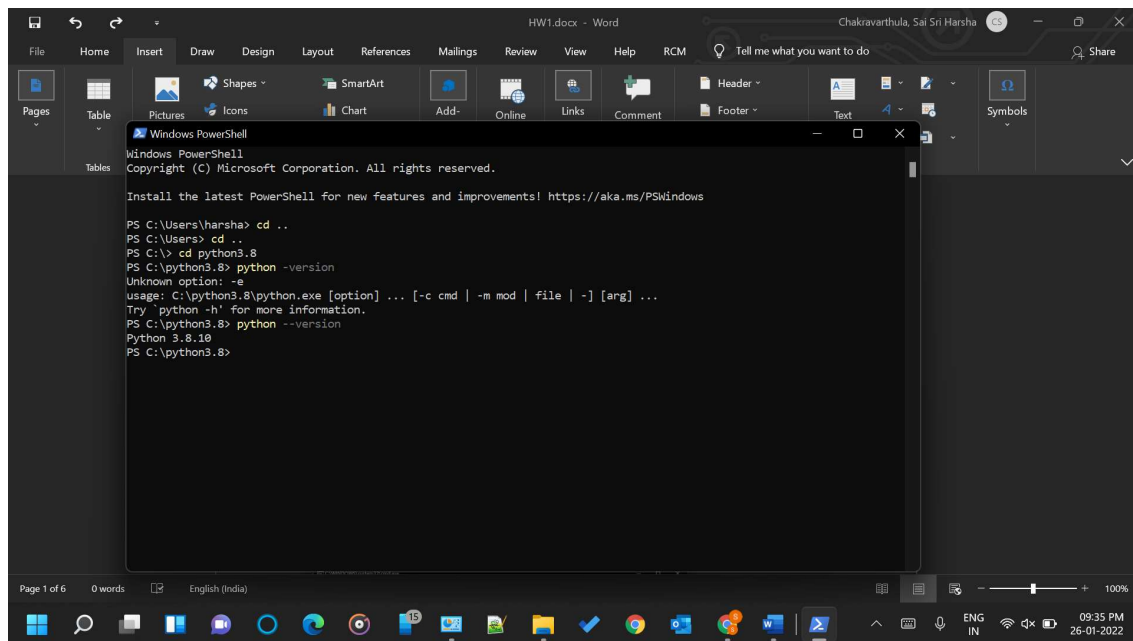 HW1.docx - Word
Chakravarthula, Sai Sri Harsha
CS
File Home Insert Draw Design Layout References Mailings Review View Help RCM Tell me what you want to do Share
Pages
Table
Pictures
Shapes
Icons
SmartArt
Chart
Add-
Online
Links
Comment
Header
Footer
Text
Symbols
Tables
Windows PowerShell
Windows PowerShell
Copyright (C) Microsoft Corporation. All rights reserved.
Install the latest PowerShell for new features and improvements! https://aka.ms/PSWindows
PS C:\Users\harsha> cd ..
PS C:\Users> cd ..
PS C:\> cd python3.8
PS C:\python3.8> python -version
Unknown option: -e
usage: C:\python3.8\python.exe [option] ... [-c cmd | -m mod | file | -] [arg] ...
Try `python -h' for more information.
PS C:\python3.8> python --version
Python 3.8.10
PS C:\python3.8>
Page 1 of 6 0 words English (India) 100%
15
ENG
IN
09:35 PM
26-01-2022